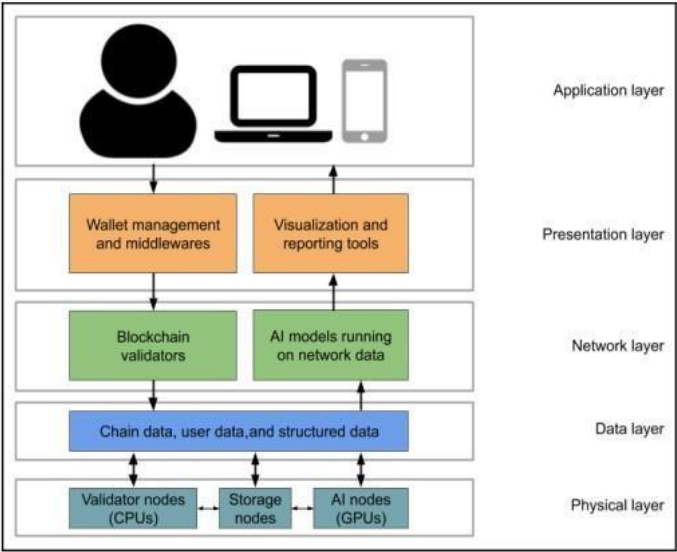 Application layer
Wallet management
and middlewares
Visualization and
reporting tools
Presentation layer
Blockchain
validators
AI models running
on network data
Network layer
Chain data, user data,and structured data
Data layer
Validator nodes
(CPUs)
Storage
nodes
AI nodes
(GPUs)
Physical layer